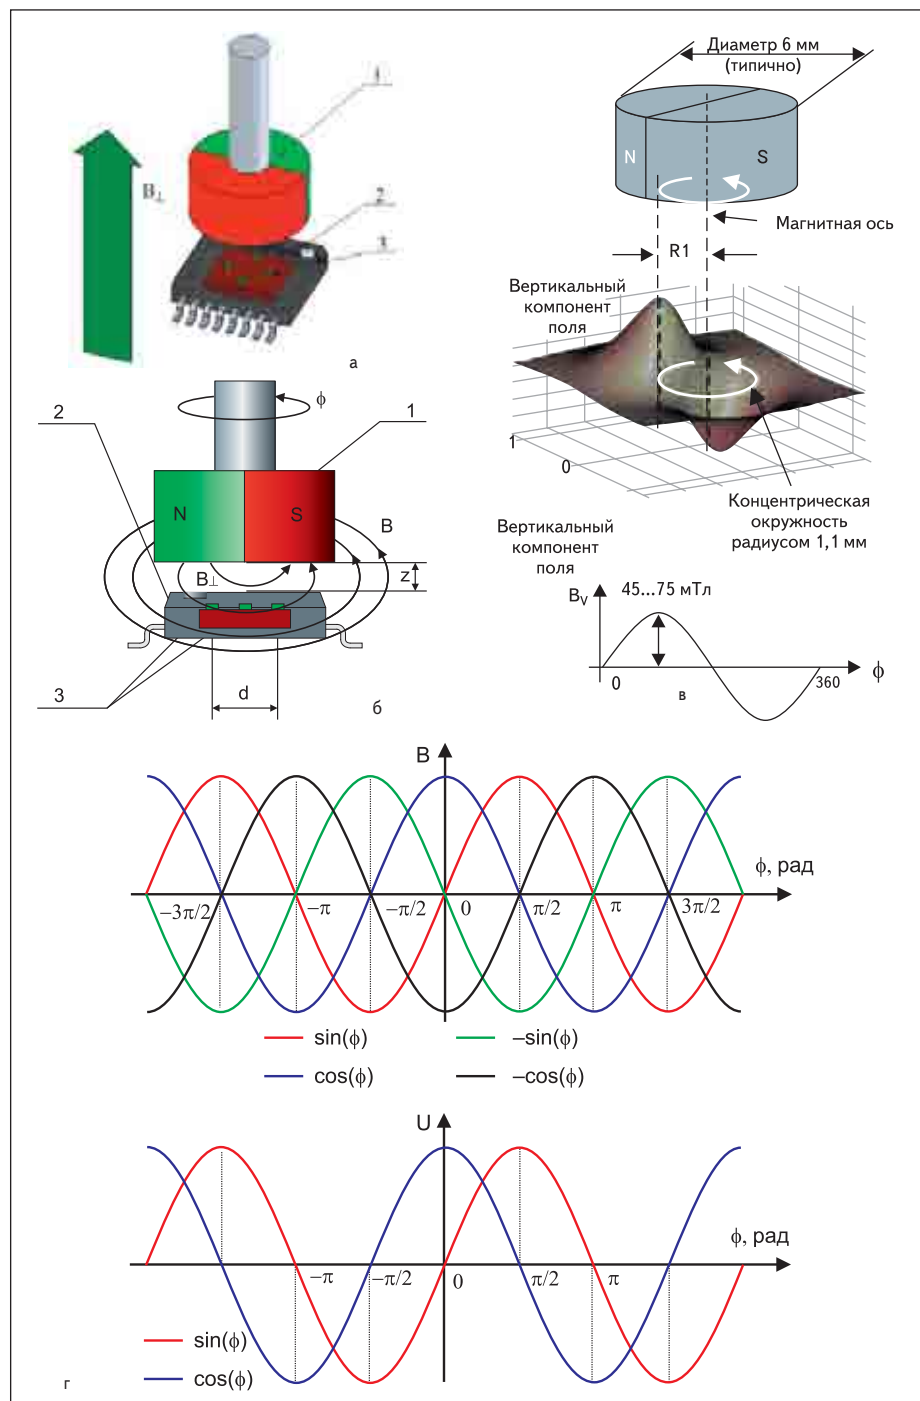 1
2
3
B⊥
а
Диаметр 6 мм
(типично)
N
S
Магнитная ось
R1
Вертикальный
компонент
поля
1
0
Концентрическая
окружность
радиусом 1,1 мм
2
ϕ
1
N
S
B
B⊥
z
3
d
б
Вертикальный
компонент
поля
BV
45...75 мТл
0
360
ϕ
в
B
ϕ, рад
−3π/2
−π
−π/2
0
π/2
π
3π/2
sin(ϕ)
−sin(ϕ)
cos(ϕ)
−cos(ϕ)
U
ϕ, рад
−π
−π/2
0
π/2
π
sin(ϕ)
cos(ϕ)
г